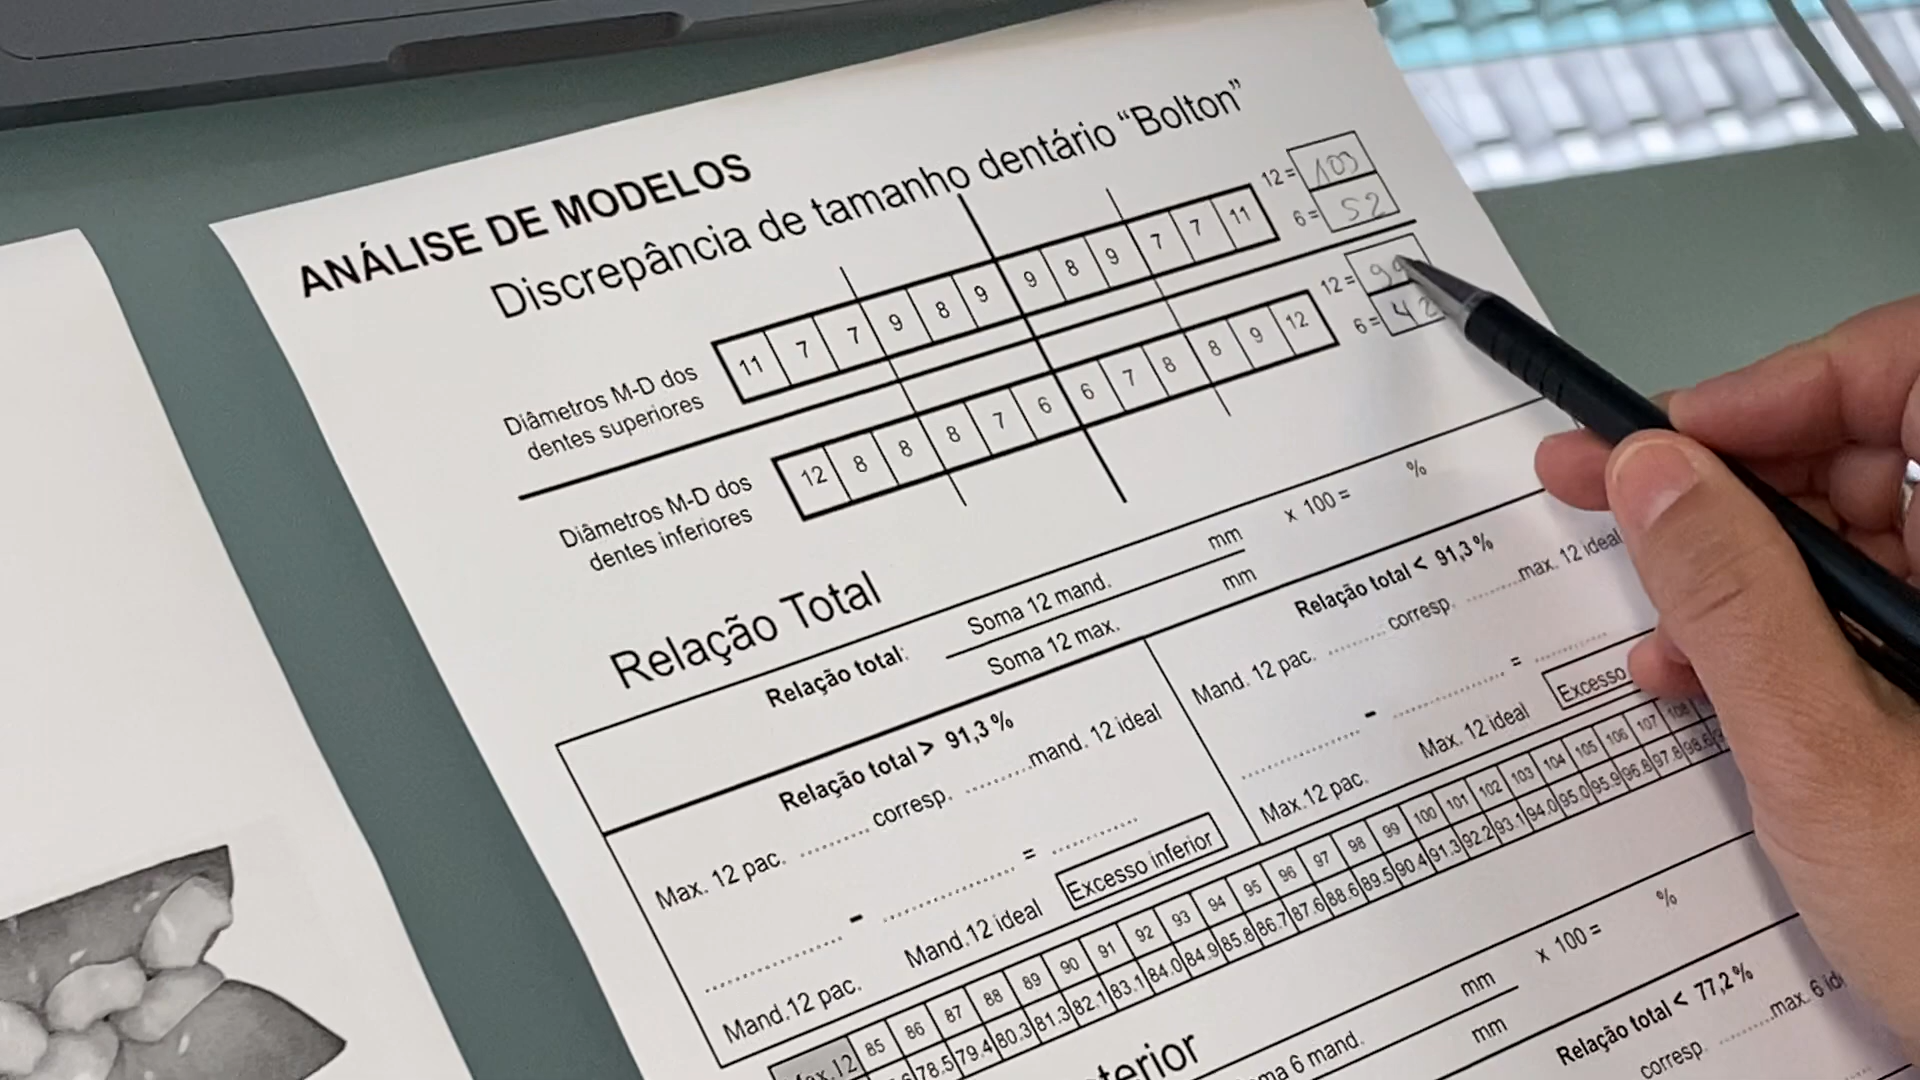 ANÁLISE DE MODELOS
Discrepância de tamanho dentário “Bolton”
Diâmetros M-D dos
dentes superiores
11 7 7 9 8 9 9 8 9 7 7 11
12 = 103
6 = 52
Diâmetros M-D dos
dentes inferiores
12 8 8 8 7 6 6 7 8 8 9 12
12 = 99
6 = 42
Relação Total
Relação total:
Soma 12 mand. mm
Soma 12 max. mm
x 100 = %
Relação total > 91,3 %
Max. 12 pac. .......... corresp. ..........mand. 12 ideal
.................... - .................... = ..............
Mand.12 pac. Mand.12 ideal Excesso inferior
Relação total < 91,3 %
Mand. 12 pac. .......... corresp. ..........max. 12 ideal
.................... - .................... = ..............
Max.12 pac. Max. 12 ideal Excesso
85 86 87 88 89 90 91 92 93 94 95 96 97 98 99 100 101 102 103 104 105 106 107 108
78.5 79.4 80.3 81.3 82.1 83.1 84.0 84.9 85.8 86.7 87.6 88.6 89.5 90.4 91.3 92.2 93.1 94.0 95.0 95.9 96.8 97.8 98.6
6 mand. mm
mm
x 100 = %
Relação total < 77,2 %
corresp. ..........max. 6